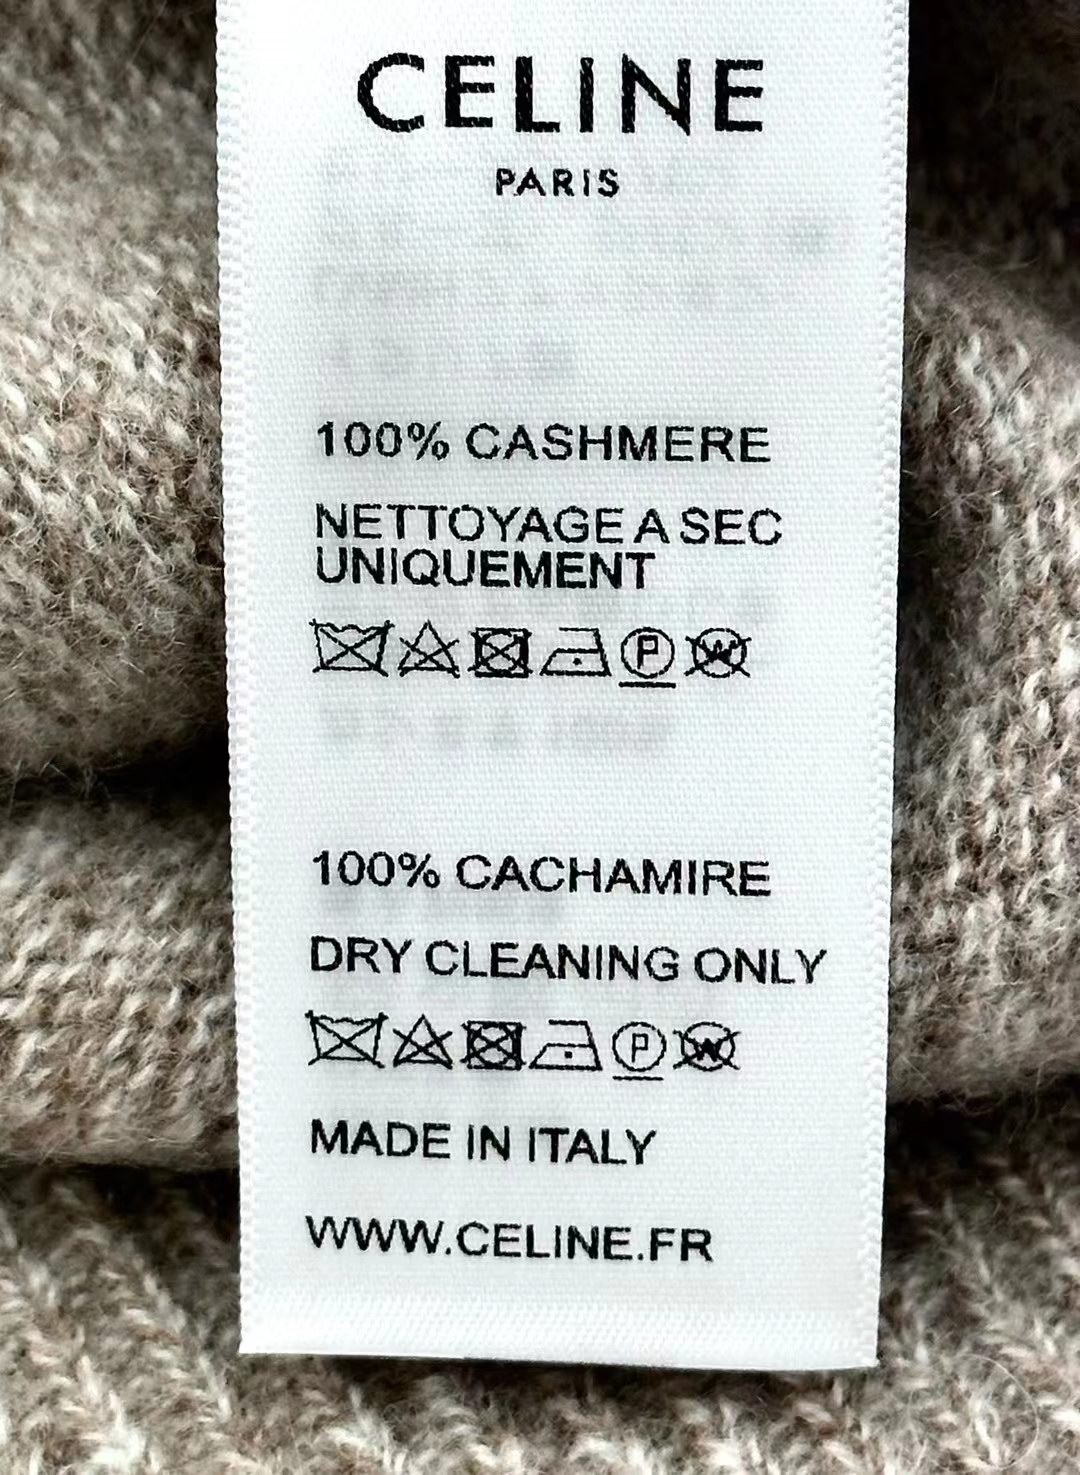 CELINE
PARIS
100% CASHMERE
NETTOYAGE A SEC
UNIQUEMENT
P W
100% CACHAMIRE
DRY CLEANING ONLY
P W
MADE IN ITALY
WWW.CELINE.FR